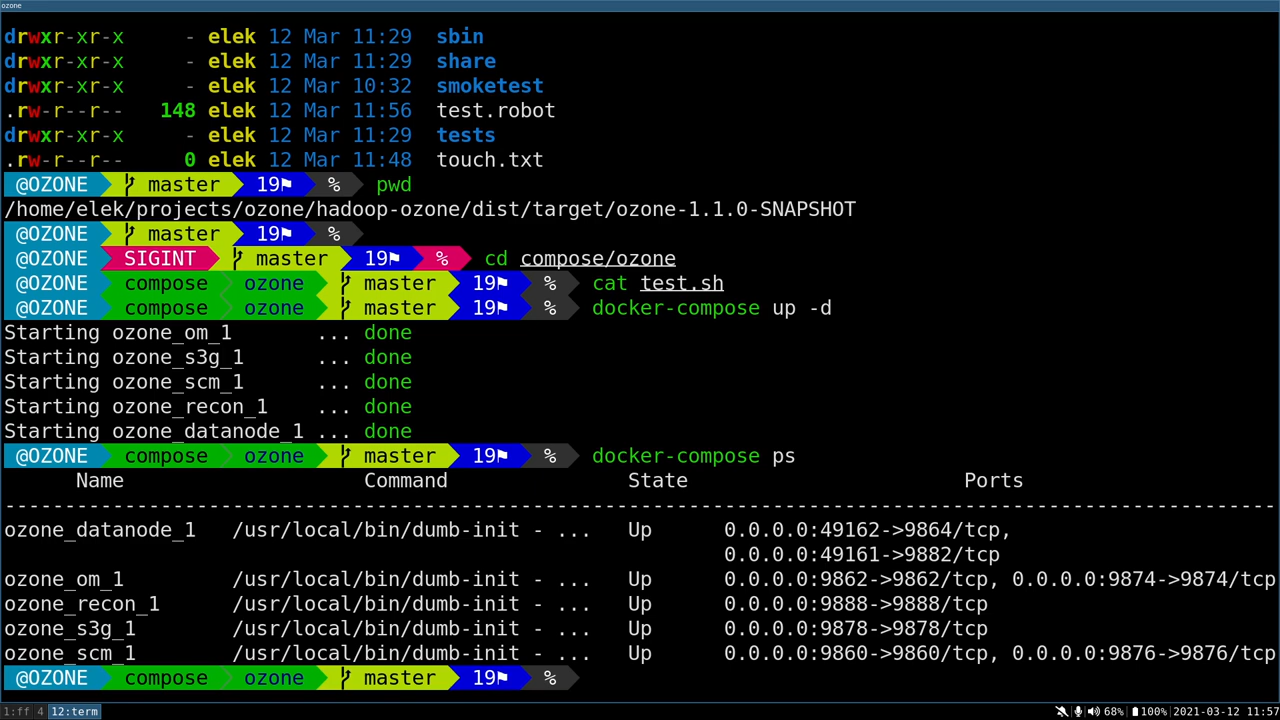 ozone
drwxr-xr-x - elek 12 Mar 11:29 sbin
drwxr-xr-x - elek 12 Mar 11:29 share
drwxr-xr-x - elek 12 Mar 10:32 smoketest
.rw-r--r-- 148 elek 12 Mar 11:56 test.robot
drwxr-xr-x - elek 12 Mar 11:29 tests
.rw-r--r-- 0 elek 12 Mar 11:48 touch.txt
@OZONE master 19⚑ % pwd
/home/elek/projects/ozone/hadoop-ozone/dist/target/ozone-1.1.0-SNAPSHOT
@OZONE master 19⚑ %
@OZONE SIGINT master 19⚑ % cd compose/ozone
@OZONE compose ozone master 19⚑ % cat test.sh
@OZONE compose ozone master 19⚑ % docker-compose up -d
Starting ozone_om_1 ... done
Starting ozone_s3g_1 ... done
Starting ozone_scm_1 ... done
Starting ozone_recon_1 ... done
Starting ozone_datanode_1 ... done
@OZONE compose ozone master 19⚑ % docker-compose ps
Name Command State Ports
-----------------------------------------------------------------------------------------------------------
ozone_datanode_1 /usr/local/bin/dumb-init - ... Up 0.0.0.0:49162->9864/tcp,
0.0.0.0:49161->9882/tcp
ozone_om_1 /usr/local/bin/dumb-init - ... Up 0.0.0.0:9862->9862/tcp, 0.0.0.0:9874->9874/tcp
ozone_recon_1 /usr/local/bin/dumb-init - ... Up 0.0.0.0:9888->9888/tcp
ozone_s3g_1 /usr/local/bin/dumb-init - ... Up 0.0.0.0:9878->9878/tcp
ozone_scm_1 /usr/local/bin/dumb-init - ... Up 0.0.0.0:9860->9860/tcp, 0.0.0.0:9876->9876/tcp
@OZONE compose ozone master 19⚑ %
1:ff 4 12:term 68% 100% 2021-03-12 11:57